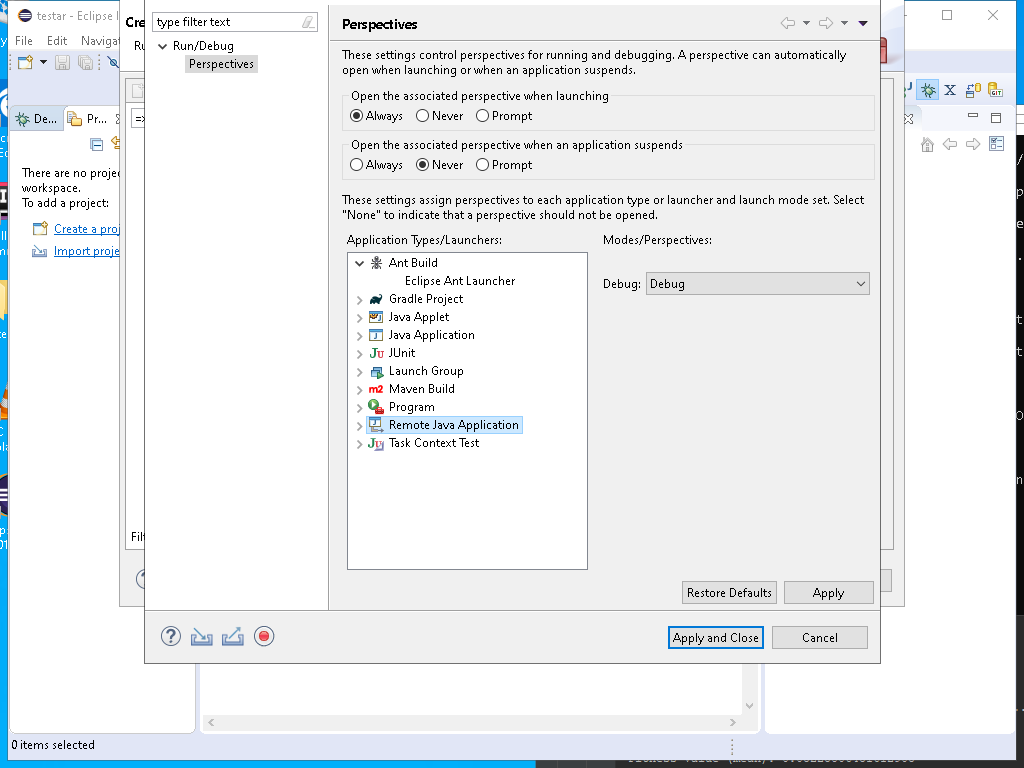 testar - Eclipse I
Cre
File
Edit
Naviga
Ru
type filter text
Run/Debug
Perspectives
Perspectives
These settings control perspectives for running and debugging. A perspective can automatically
open when launching or when an application suspends.
Open the associated perspective when launching
Always
Never
Prompt
Open the associated perspective when an application suspends
Always
Never
Prompt
These settings assign perspectives to each application type or launcher and launch mode set. Select
"None" to indicate that a perspective should not be opened.
Application Types/Launchers:
Modes/Perspectives:
Ant Build
Eclipse Ant Launcher
Gradle Project
Java Applet
Java Application
JUnit
Launch Group
Maven Build
Program
Remote Java Application
Task Context Test
Debug:
Debug
Restore Defaults
Apply
Apply and Close
Cancel
De...
Pr...
There are no projec
workspace.
To add a project:
Create a proj
Import proje
Filt
0 items selected